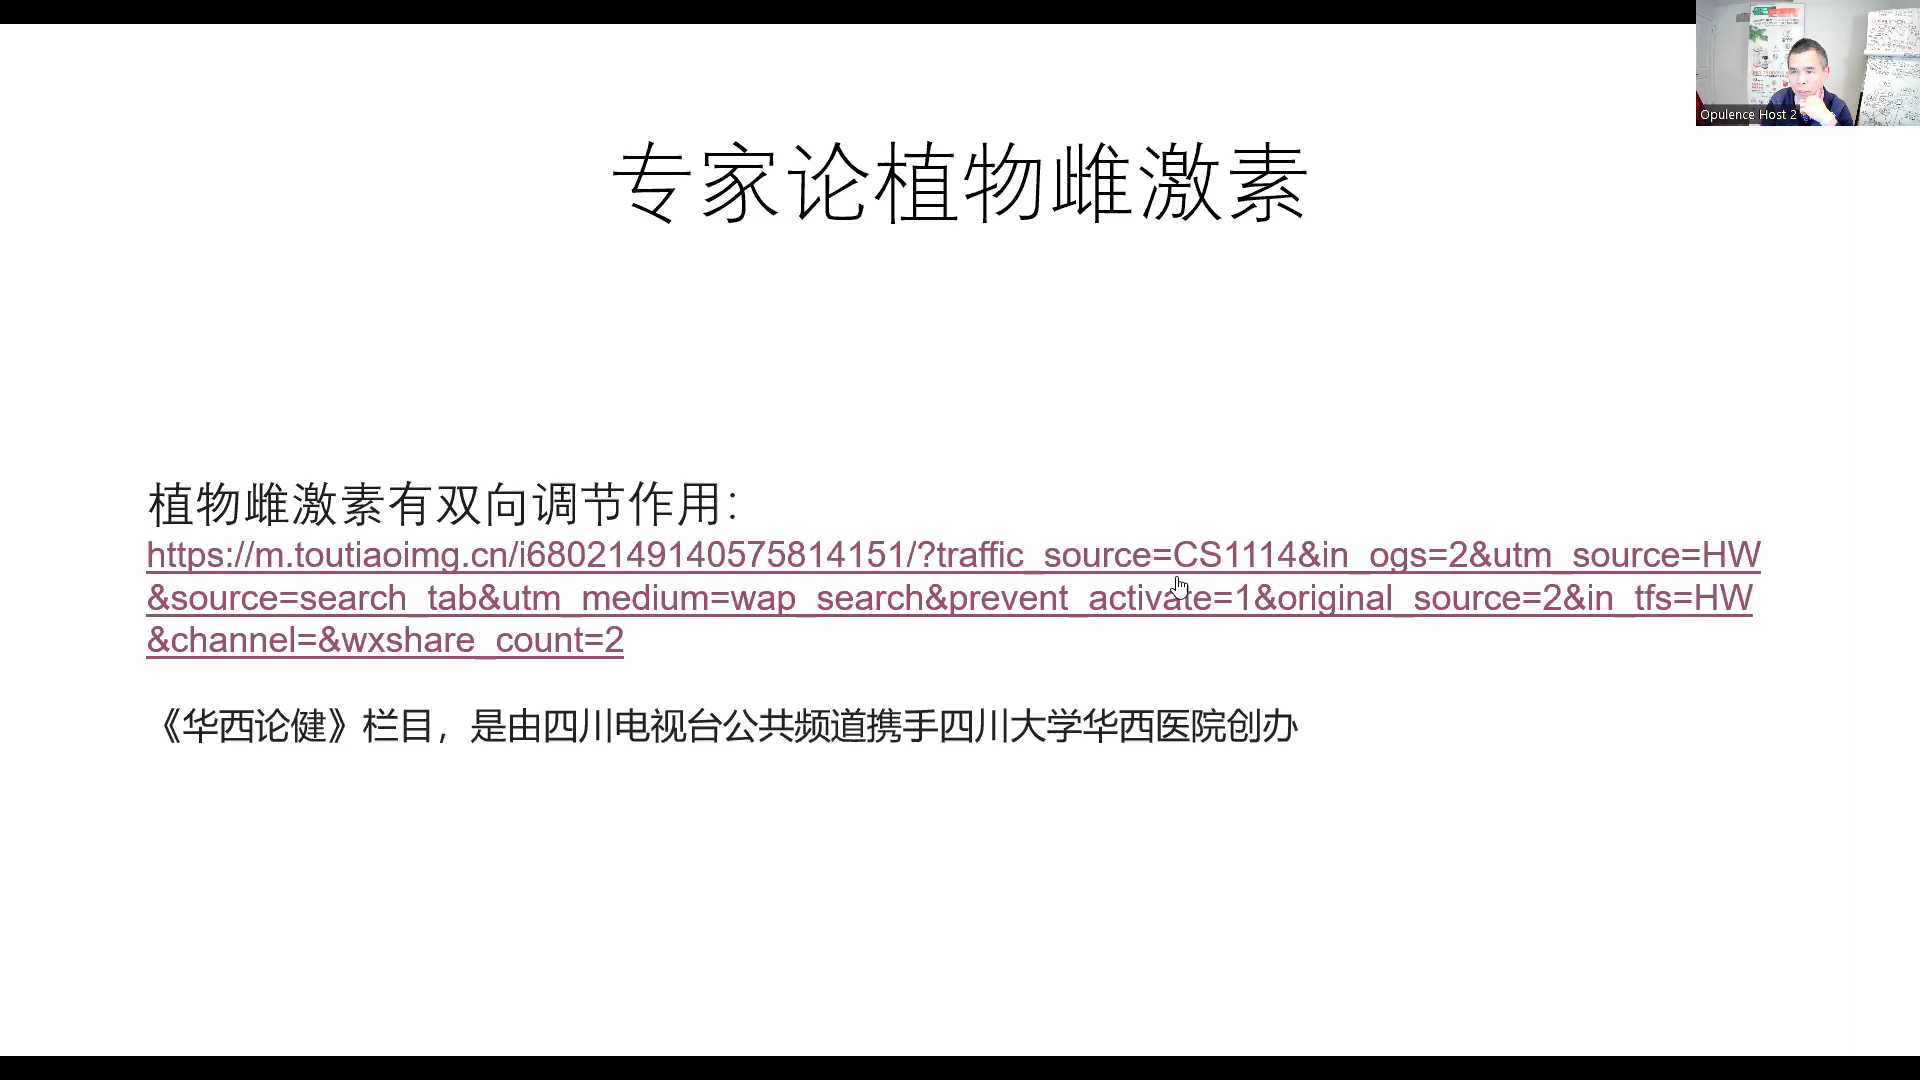 Opulence Host 2
专家论植物雌激素
植物雌激素有双向调节作用：
https://m.toutiaoimg.cn/i6802149140575814151/?traffic_source=CS1114&in_ogs=2&utm_source=HW
&source=search_tab&utm_medium=wap_search&prevent_activate=1&original_source=2&in_tfs=HW
&channel=&wxshare_count=2
《华西论健》栏目，是由四川电视台公共频道携手四川大学华西医院创办